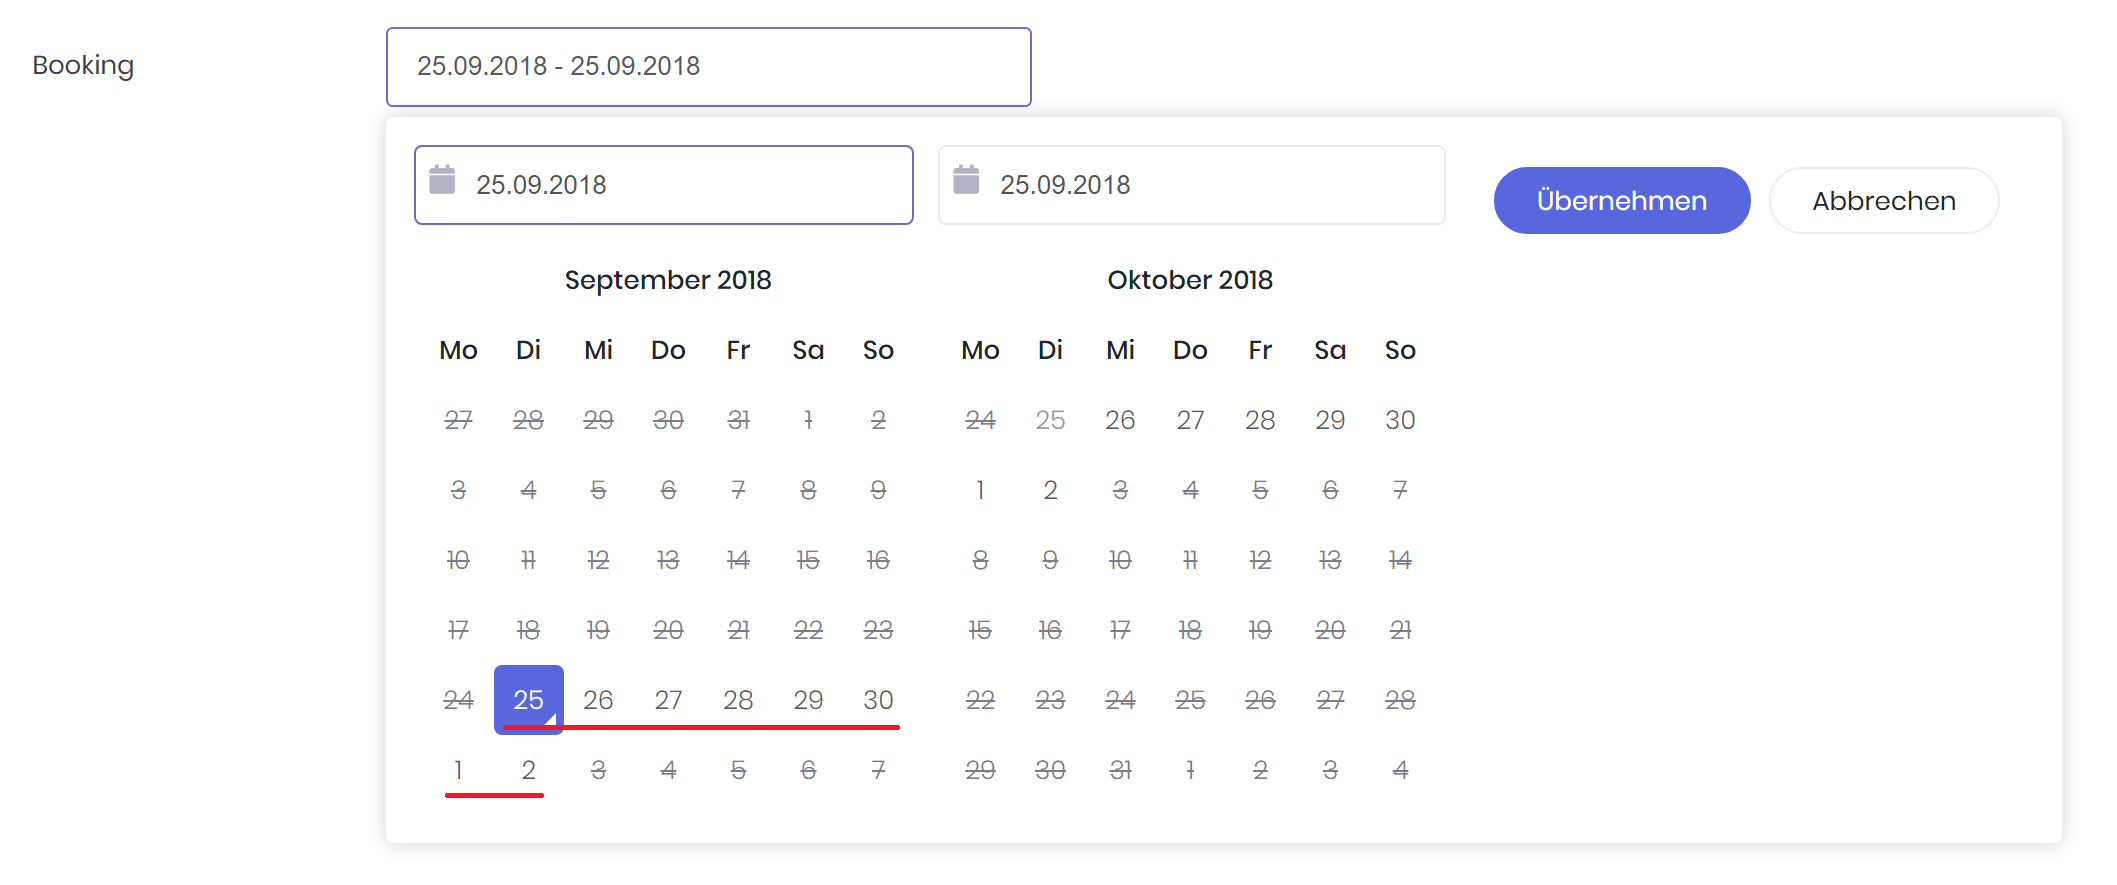 Booking
25.09.2018 - 25.09.2018
25.09.2018
25.09.2018
Übernehmen
Abbrechen
September 2018
Mo Di Mi Do Fr Sa So
27 28 29 30 31 1 2
3 4 5 6 7 8 9
10 11 12 13 14 15 16
17 18 19 20 21 22 23
24 25 26 27 28 29 30
1 2 3 4 5 6 7
Oktober 2018
Mo Di Mi Do Fr Sa So
24 25 26 27 28 29 30
1 2 3 4 5 6 7
8 9 10 11 12 13 14
15 16 17 18 19 20 21
22 23 24 25 26 27 28
29 30 31 1 2 3 4